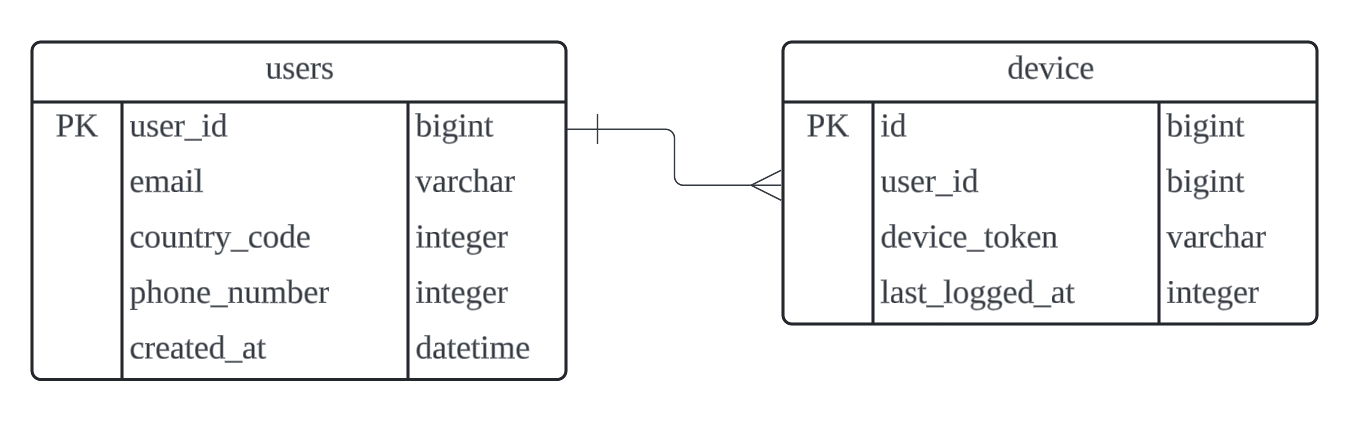 users
PK user_id bigint
email varchar
country_code integer
phone_number integer
created_at datetime
device
PK id bigint
user_id bigint
device_token varchar
last_logged_at integer